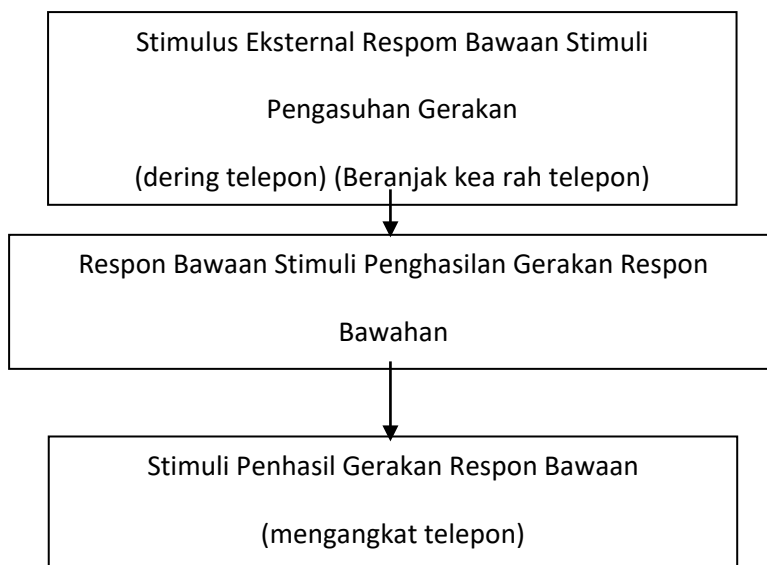 Stimulus Eksternal Respom Bawaan Stimuli
Pengasuhan Gerakan
(dering telepon) (Beranjak kea rah telepon)
Respon Bawaan Stimuli Penghasilan Gerakan Respon
Bawahan
Stimuli Penhasil Gerakan Respon Bawaan
(mengangkat telepon)